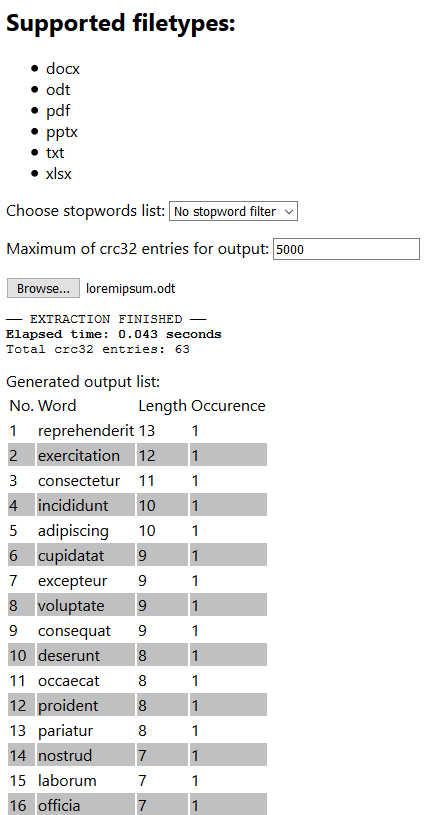 Supported filetypes:
docx
odt
pdf
pptx
txt
xlsx
Choose stopwords list: No stopword filter
Maximum of crc32 entries for output: 5000
Browse... loremipsum.odt
── EXTRACTION FINISHED ──
Elapsed time: 0.043 seconds
Total crc32 entries: 63
Generated output list:
No. Word Length Occurence
1 reprehenderit 13 1
2 exercitation 12 1
3 consectetur 11 1
4 incididunt 10 1
5 adipiscing 10 1
6 cupidatat 9 1
7 excepteur 9 1
8 voluptate 9 1
9 consequat 9 1
10 deserunt 8 1
11 occaecat 8 1
12 proident 8 1
13 pariatur 8 1
14 nostrud 7 1
15 laborum 7 1
16 officia 7 1